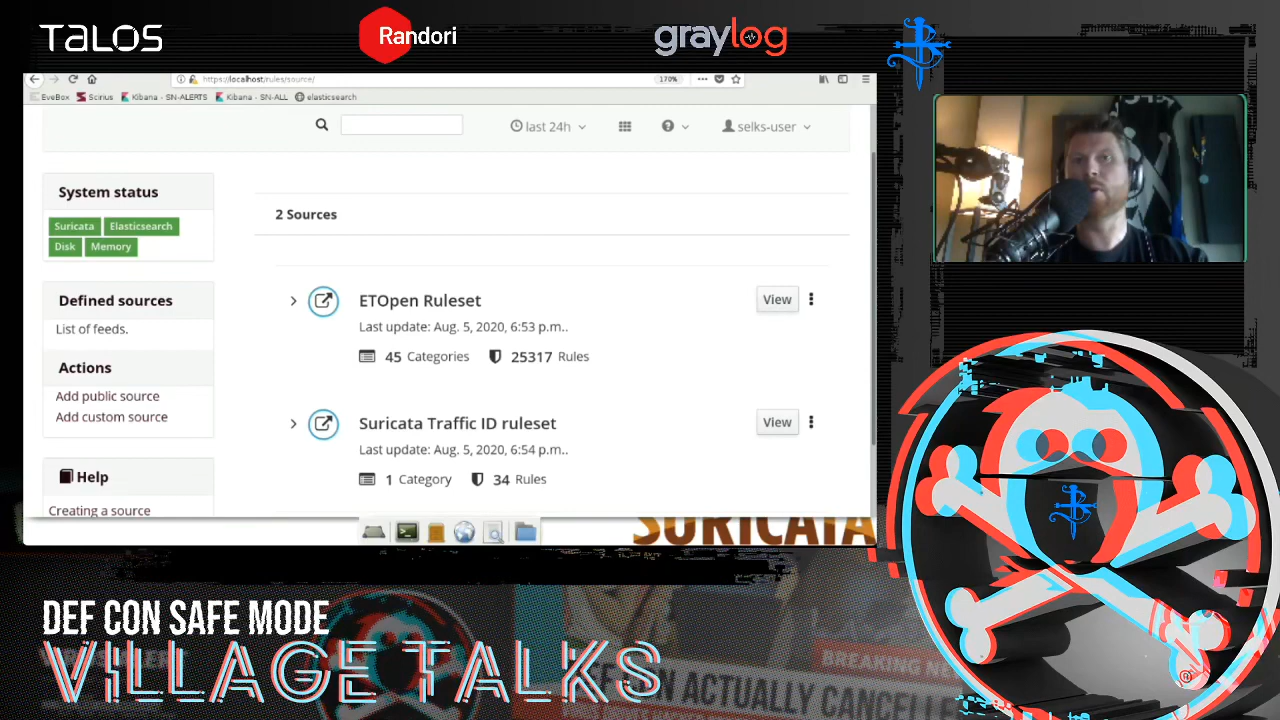 TALOS
Randori
graylog
https://localhost/rules/source/
170%
EveBox
Scirius
Kibana - SN-ALERTS
Kibana - SN-ALL
elasticsearch
last 24h
selks-user
System status
Suricata
Elasticsearch
Disk
Memory
2 Sources
Defined sources
List of feeds.
Actions
Add public source
Add custom source
Help
Creating a source
ETOpen Ruleset
View
Last update: Aug. 5, 2020, 6:53 p.m..
45 Categories
25317 Rules
Suricata Traffic ID ruleset
View
Last update: Aug. 5, 2020, 6:54 p.m..
1 Category
34 Rules
SURICATA
DEF CON SAFE MODE
VILLAGE TALKS
BREAKING
CON ACTUALLY